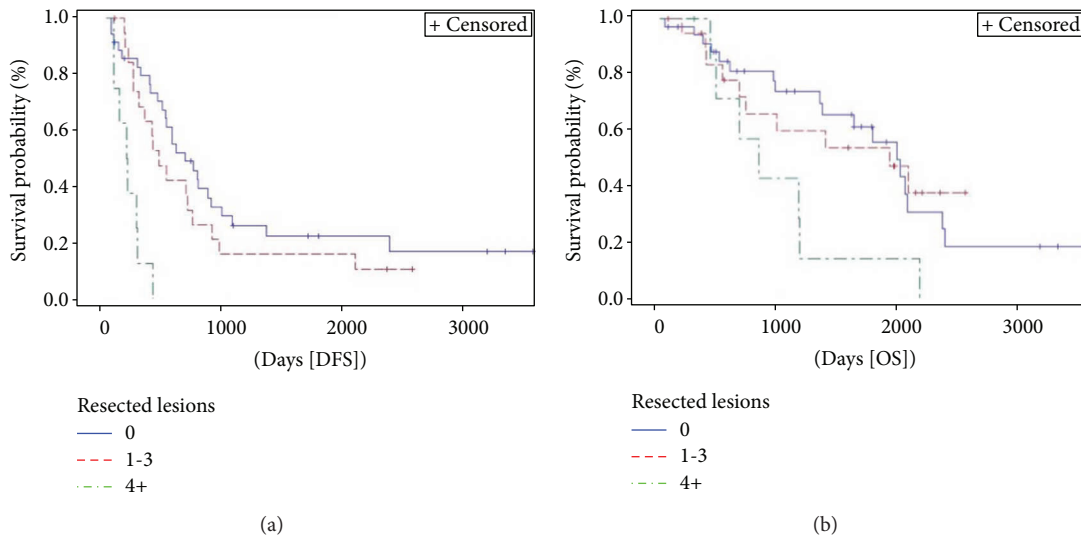 1.0
0.8
0.6
0.4
0.2
0.0
Survival probability (%)
+ Censored
0 1000 2000 3000
(Days [DFS])
Resected lesions
0
1-3
4+
(a)
1.0
0.8
0.6
0.4
0.2
0.0
Survival probability (%)
+ Censored
0 1000 2000 3000
(Days [OS])
Resected lesions
0
1-3
4+
(b)